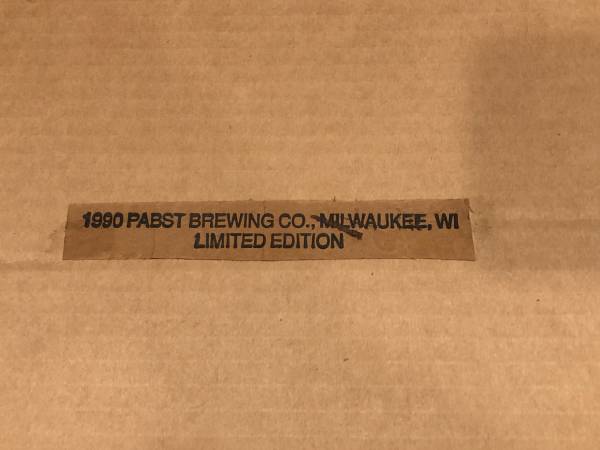 1990 PABST BREWING CO., MILWAUKEE, WI
LIMITED EDITION